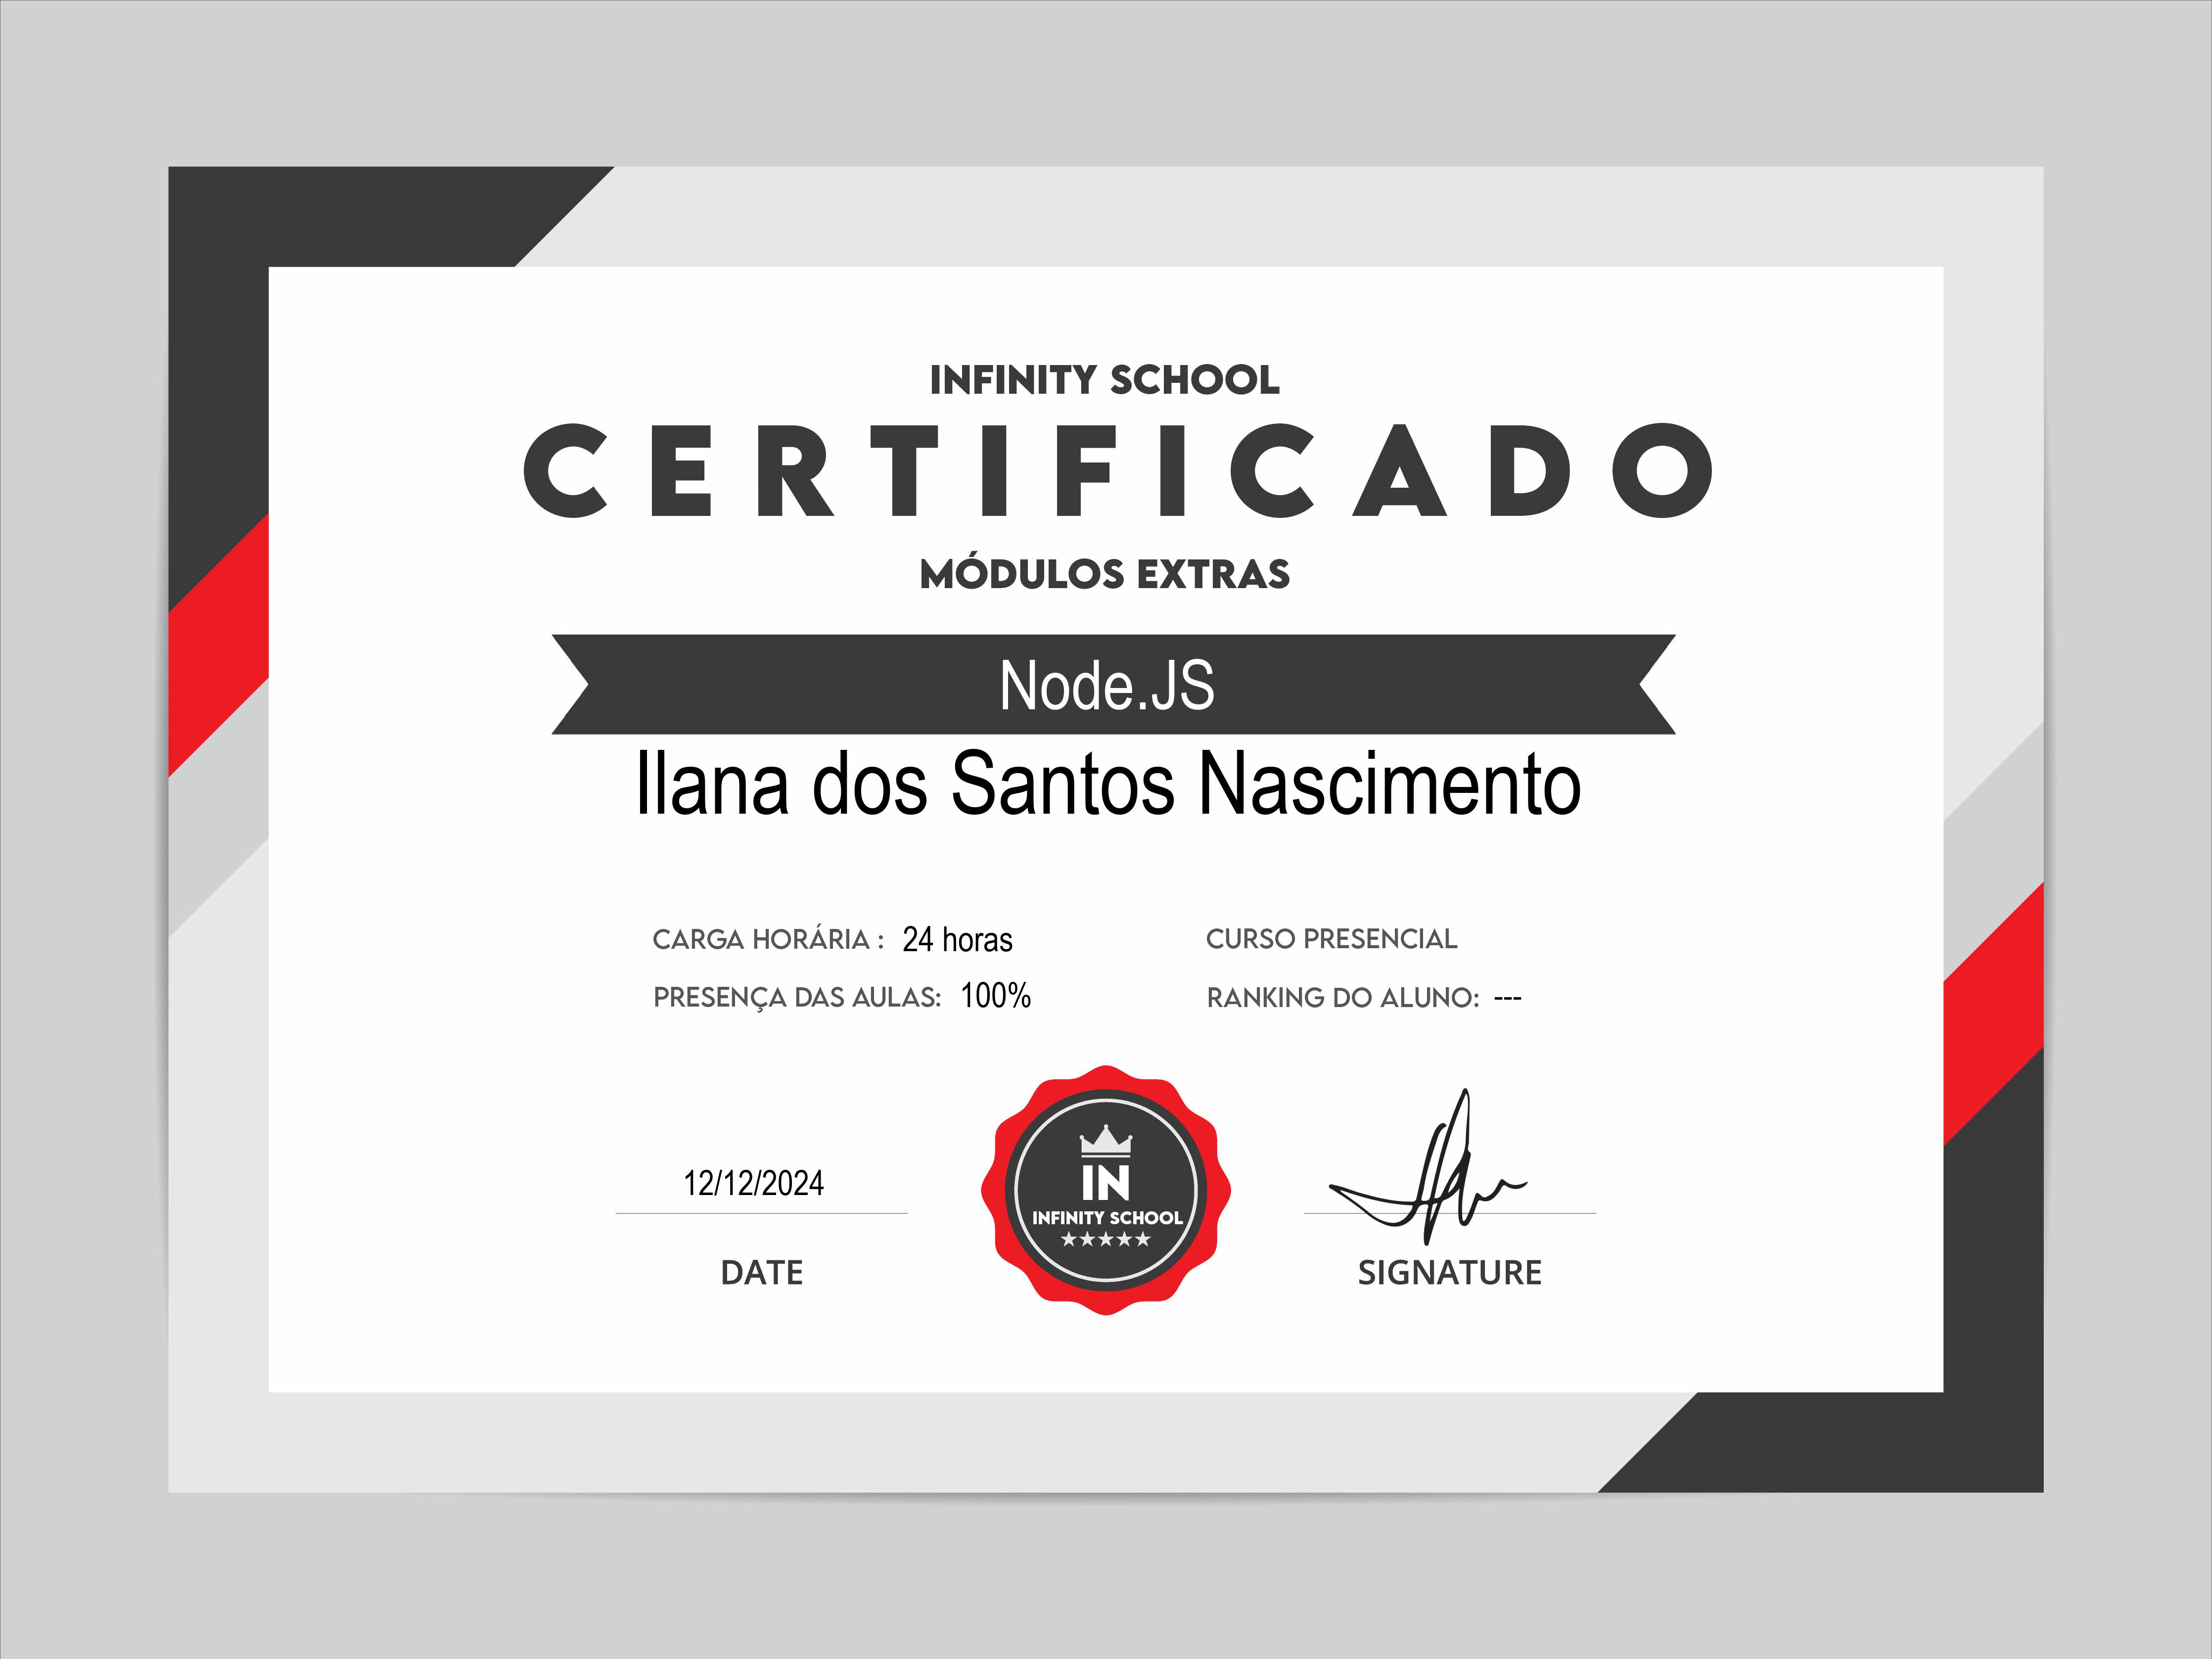 INFINITY SCHOOL
CERTIFICADO
MÓDULOS EXTRAS
Node.JS
Ilana dos Santos Nascimento
CARGA HORÁRIA : 24 horas
CURSO PRESENCIAL
PRESENÇA DAS AULAS: 100%
RANKING DO ALUNO: ---
12/12/2024
IN
INFINITY SCHOOL
DATE
SIGNATURE